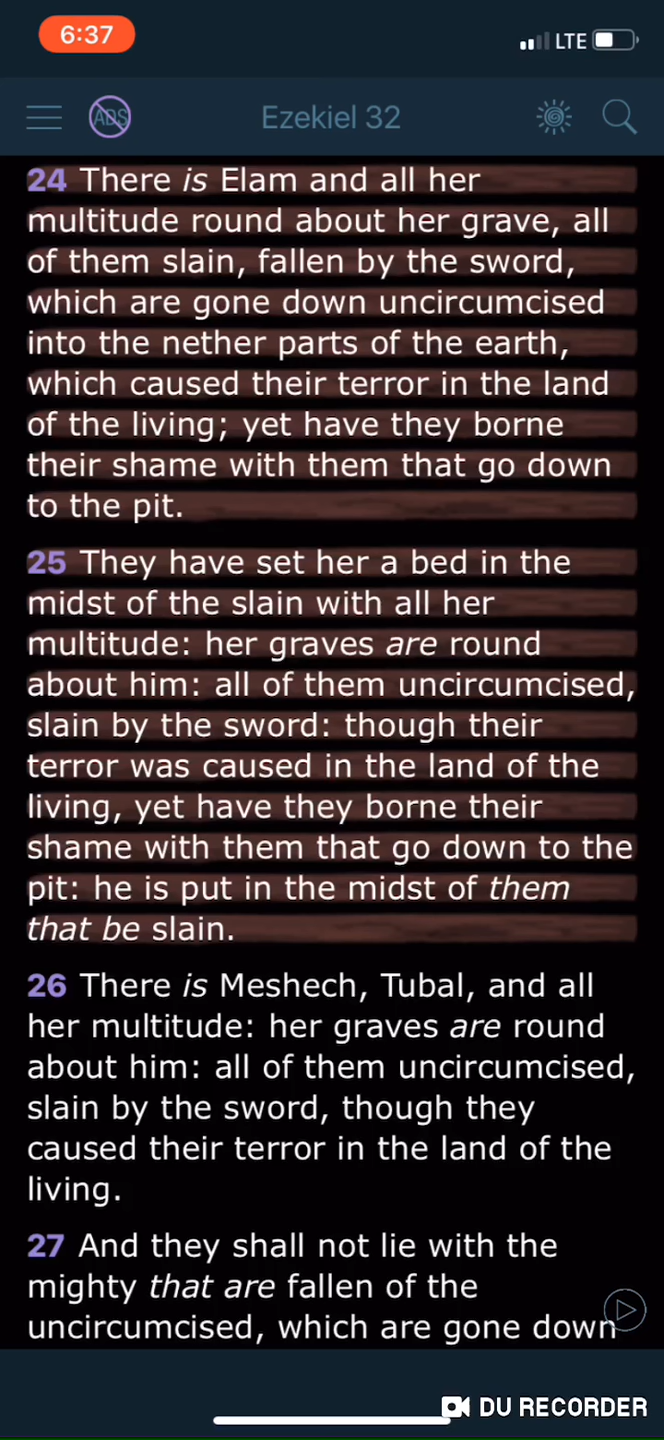 6:37
LTE
ADS
Ezekiel 32
24 There is Elam and all her
multitude round about her grave, all
of them slain, fallen by the sword,
which are gone down uncircumcised
into the nether parts of the earth,
which caused their terror in the land
of the living; yet have they borne
their shame with them that go down
to the pit.
25 They have set her a bed in the
midst of the slain with all her
multitude: her graves are round
about him: all of them uncircumcised,
slain by the sword: though their
terror was caused in the land of the
living, yet have they borne their
shame with them that go down to the
pit: he is put in the midst of them
that be slain.
26 There is Meshech, Tubal, and all
her multitude: her graves are round
about him: all of them uncircumcised,
slain by the sword, though they
caused their terror in the land of the
living.
27 And they shall not lie with the
mighty that are fallen of the
uncircumcised, which are gone down
DU RECORDER